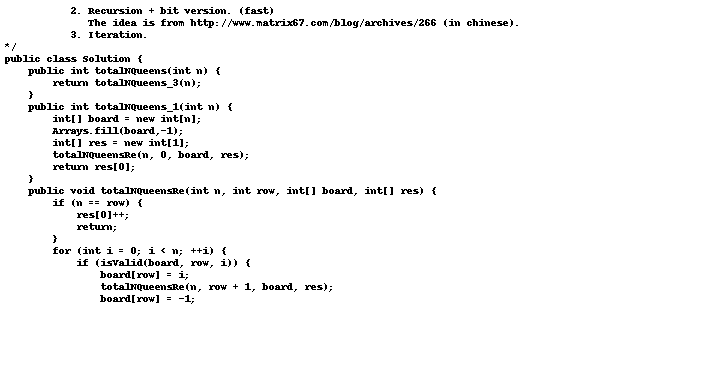 2. Recursion + bit version. (fast)
              The idea is from http://www.matrix67.com/blog/archives/266 (in chinese).
           3. Iteration.
*/
public class Solution {
    public int totalNQueens(int n) {
        return totalNQueens_3(n);
    }
    public int totalNQueens_1(int n) {
        int[] board = new int[n];
        Arrays.fill(board,-1);
        int[] res = new int[1];
        totalNQueensRe(n, 0, board, res);
        return res[0];
    }
    public void totalNQueensRe(int n, int row, int[] board, int[] res) {
        if (n == row) {
            res[0]++;
            return;
        }
        for (int i = 0; i < n; ++i) {
            if (isValid(board, row, i)) {
                board[row] = i;
                totalNQueensRe(n, row + 1, board, res);
                board[row] = -1;